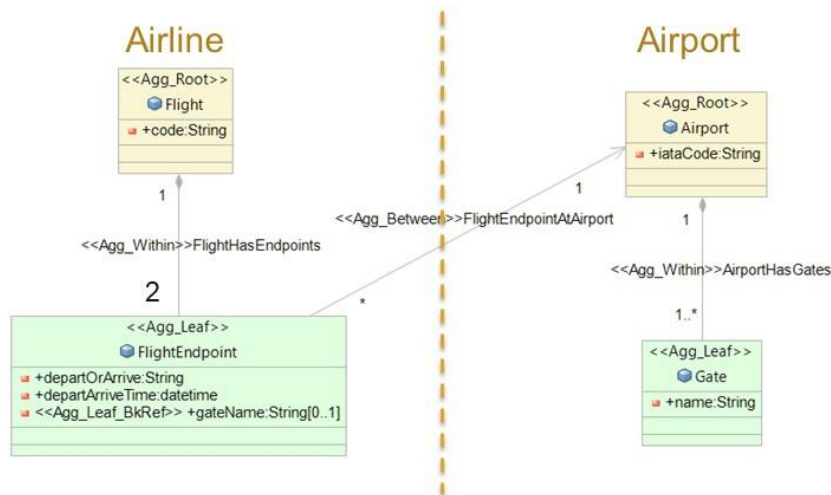 Airline
Airport
<<Agg_Root>>
Flight
+code:String
<<Agg_Root>>
Airport
+iataCode:String
1
1
1
<<Agg_Between>>FlightEndpointAtAirport
<<Agg_Within>>FlightHasEndpoints
<<Agg_Within>>AirportHasGates
2
*
1..*
<<Agg_Leaf>>
FlightEndpoint
+departOrArrive:String
+departArriveTime:datetime
<<Agg_Leaf_BkRef>> +gateName:String[0..1]
<<Agg_Leaf>>
Gate
+name:String